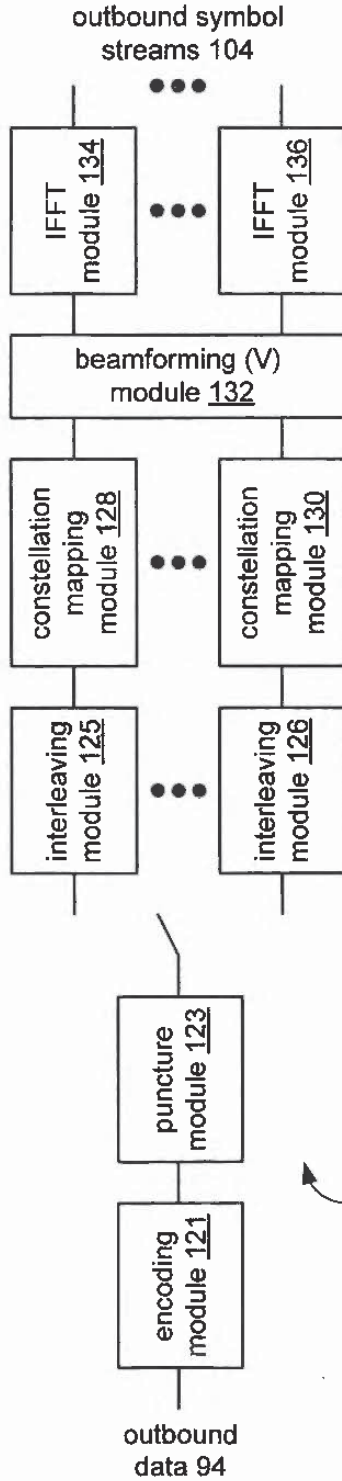 outbound symbol
streams 104
IFFT
module 134
IFFT
module 136
beamforming (V)
module 132
constellation
mapping
module 128
constellation
mapping
module 130
interleaving
module 125
interleaving
module 126
puncture
module 123
encoding
module 121
outbound
data 94